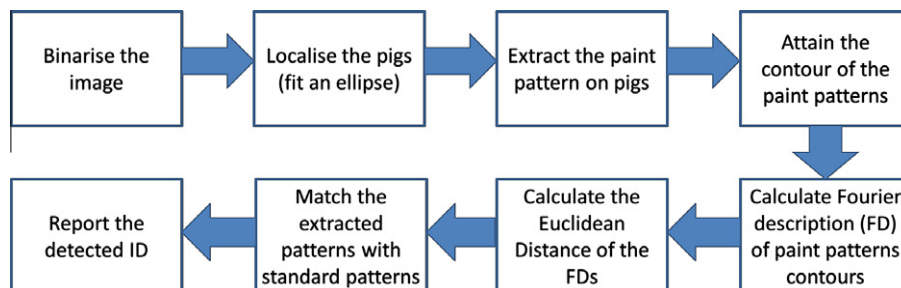 Binarise the
image
Localise the pigs
(fit an ellipse)
Extract the paint
pattern on pigs
Attain the
contour of the
paint patterns
Calculate Fourier
description (FD)
of paint patterns
contours
Calculate the
Euclidean
Distance of the
FDs
Match the
extracted
patterns with
standard patterns
Report the
detected ID